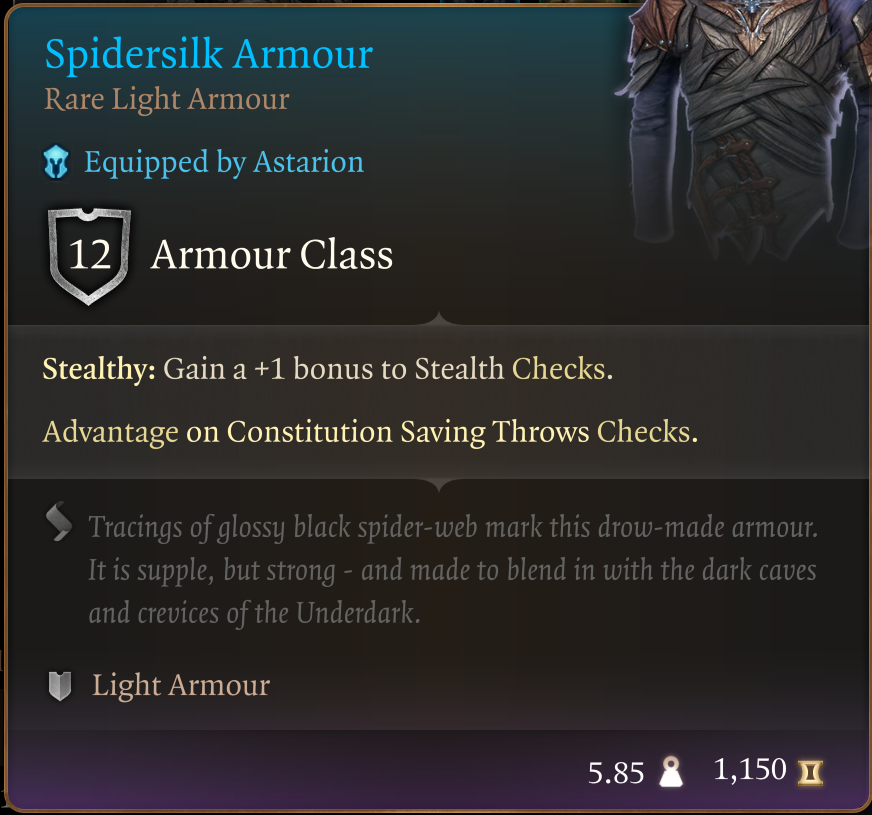 Spidersilk Armour
Rare Light Armour
Equipped by Astarion
12 Armour Class
Stealthy: Gain a +1 bonus to Stealth Checks.
Advantage on Constitution Saving Throws Checks.
Tracings of glossy black spider-web mark this drow-made armour.
It is supple, but strong - and made to blend in with the dark caves
and crevices of the Underdark.
Light Armour
5.85 1,150